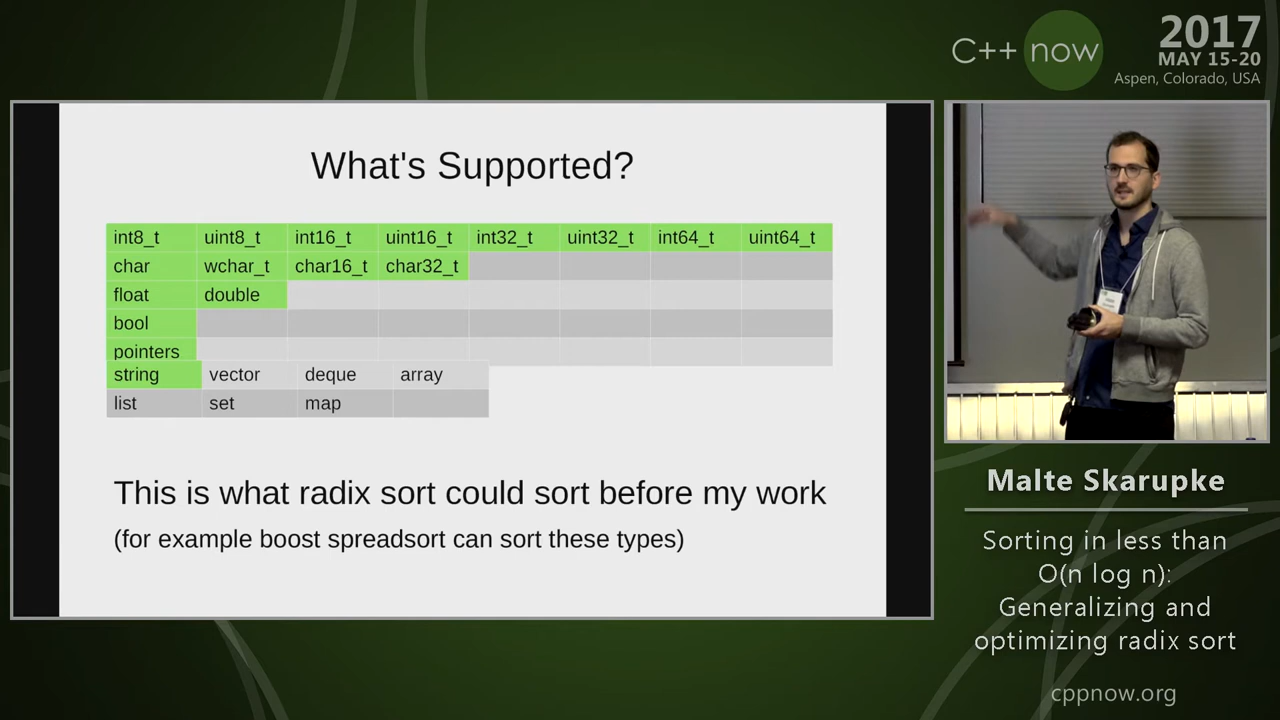 C++ now
2017
MAY 15-20
Aspen, Colorado, USA
What's Supported?
int8_t uint8_t int16_t uint16_t int32_t uint32_t int64_t uint64_t
char wchar_t char16_t char32_t
float double
bool
pointers
string vector deque array
list set map
This is what radix sort could sort before my work
(for example boost spreadsort can sort these types)
Malte Skarupke
Sorting in less than
O(n log n):
Generalizing and
optimizing radix sort
cppnow.org